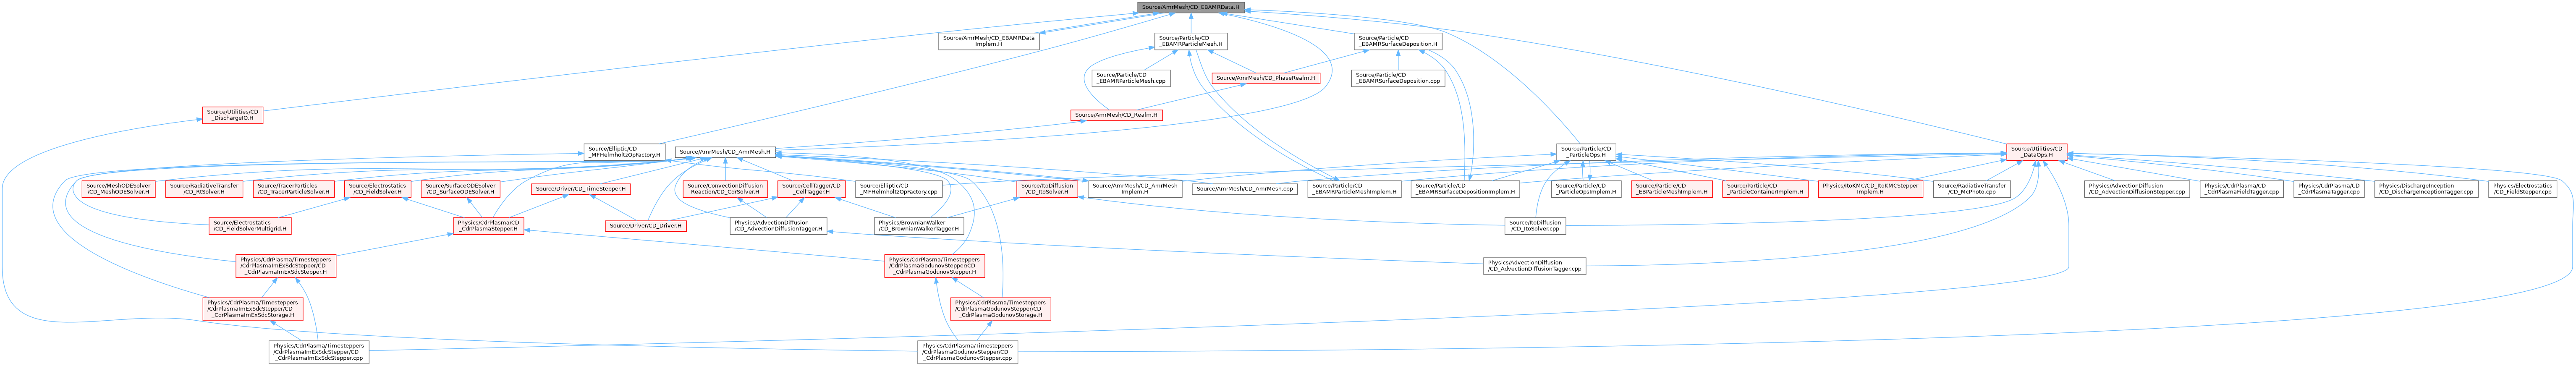 Source/AmrMesh/CD_EBAMRData.H
Source/AmrMesh/CD_EBAMRData
Implem.H
Source/Particle/CD
_EBAMRParticleMesh.H
Source/Particle/CD
_EBAMRSurfaceDeposition.H
Source/Particle/CD
_EBAMRParticleMesh.cpp
Source/AmrMesh/CD_PhaseRealm.H
Source/Particle/CD
_EBAMRSurfaceDeposition.cpp
Source/Utilities/CD
_DischargeIO.H
Source/AmrMesh/CD_Realm.H
Source/Elliptic/CD
_MFHelmholtzOpFactory.H
Source/AmrMesh/CD_AmrMesh.H
Source/Particle/CD
_ParticleOps.H
Source/Utilities/CD
_DataOps.H
Source/MeshODESolver
/CD_MeshODESolver.H
Source/RadiativeTransfer
/CD_RtSolver.H
Source/TracerParticles
/CD_TracerParticleSolver.H
Source/Electrostatics
/CD_FieldSolver.H
Source/SurfaceODESolver
/CD_SurfaceODESolver.H
Source/Driver/CD_TimeStepper.H
Source/ConvectionDiffusion
Reaction/CD_CdrSolver.H
Source/CellTagger/CD
_CellTagger.H
Source/Elliptic/CD
_MFHelmholtzOpFactory.cpp
Source/ItoDiffusion
/CD_ItoSolver.H
Source/AmrMesh/CD_AmrMesh
Implem.H
Source/AmrMesh/CD_AmrMesh.cpp
Source/Particle/CD
_EBAMRParticleMeshImplem.H
Source/Particle/CD
_EBAMRSurfaceDepositionImplem.H
Source/Particle/CD
_ParticleOpsImplem.H
Source/Particle/CD
_EBParticleMeshImplem.H
Source/Particle/CD
_ParticleContainerImplem.H
Physics/ItoKMC/CD_ItoKMCStepper
Implem.H
Source/RadiativeTransfer
/CD_McPhoto.cpp
Physics/AdvectionDiffusion
/CD_AdvectionDiffusionStepper.cpp
Physics/CdrPlasma/CD
_CdrPlasmaFieldTagger.cpp
Physics/CdrPlasma/CD
_CdrPlasmaTagger.cpp
Physics/DischargeInception
/CD_DischargeInceptionTagger.cpp
Physics/Electrostatics
/CD_FieldStepper.cpp
Source/Electrostatics
/CD_FieldSolverMultigrid.H
Physics/CdrPlasma/CD
_CdrPlasmaStepper.H
Source/Driver/CD_Driver.H
Physics/AdvectionDiffusion
/CD_AdvectionDiffusionTagger.H
Physics/BrownianWalker
/CD_BrownianWalkerTagger.H
Source/ItoDiffusion
/CD_ItoSolver.cpp
Physics/CdrPlasma/Timesteppers
/CdrPlasmaImExSdcStepper/CD
_CdrPlasmaImExSdcStepper.H
Physics/CdrPlasma/Timesteppers
/CdrPlasmaGodunovStepper/CD
_CdrPlasmaGodunovStepper.H
Physics/AdvectionDiffusion
/CD_AdvectionDiffusionTagger.cpp
Physics/CdrPlasma/Timesteppers
/CdrPlasmaImExSdcStepper/CD
_CdrPlasmaImExSdcStorage.H
Physics/CdrPlasma/Timesteppers
/CdrPlasmaGodunovStepper/CD
_CdrPlasmaGodunovStorage.H
Physics/CdrPlasma/Timesteppers
/CdrPlasmaImExSdcStepper/CD
_CdrPlasmaImExSdcStepper.cpp
Physics/CdrPlasma/Timesteppers
/CdrPlasmaGodunovStepper/CD
_CdrPlasmaGodunovStepper.cpp